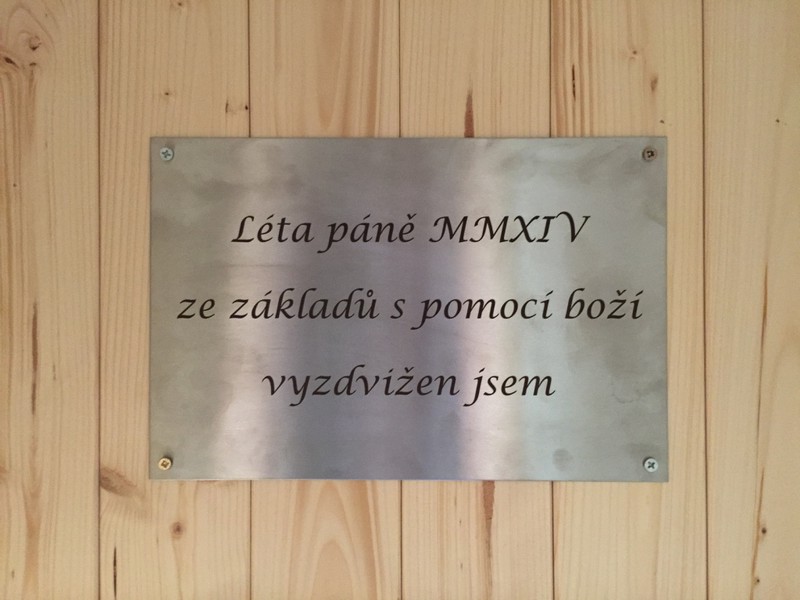 Léta páně MMXIV
ze základů s pomocí boží
vyzdvižen jsem